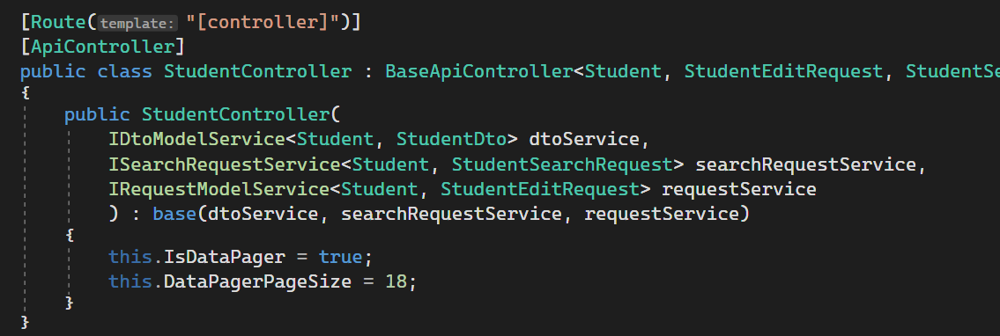 [Route(template: "[controller]")]
[ApiController]
public class StudentController : BaseApiController<Student, StudentEditRequest, StudentSe
{
public StudentController(
IDtoModelService<Student, StudentDto> dtoService,
ISearchRequestService<Student, StudentSearchRequest> searchRequestService,
IRequestModelService<Student, StudentEditRequest> requestService
) : base(dtoService, searchRequestService, requestService)
{
this.IsDataPager = true;
this.DataPagerPageSize = 18;
}
}